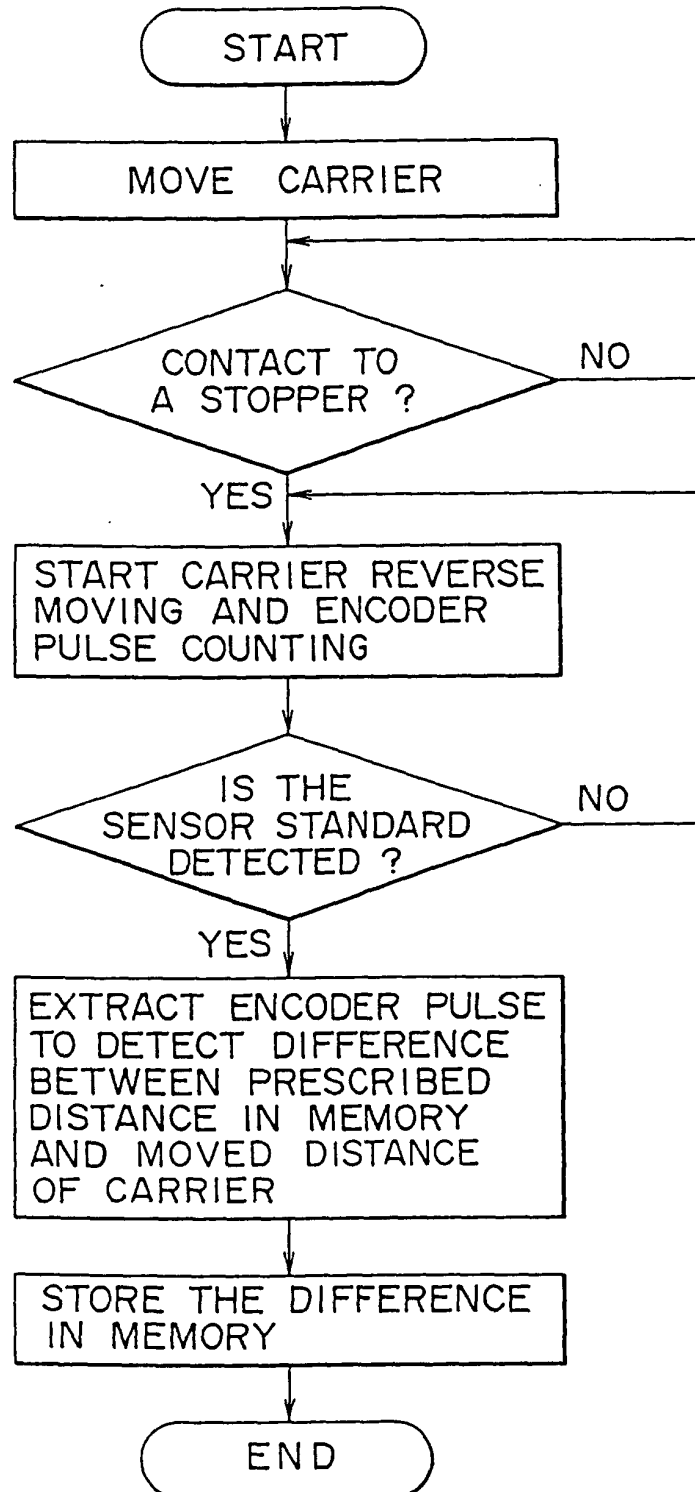 START
MOVE CARRIER
CONTACT TO
A STOPPER ?
NO
YES
START CARRIER REVERSE
MOVING AND ENCODER
PULSE COUNTING
IS THE
SENSOR STANDARD
DETECTED ?
NO
YES
EXTRACT ENCODER PULSE
TO DETECT DIFFERENCE
BETWEEN PRESCRIBED
DISTANCE IN MEMORY
AND MOVED DISTANCE
OF CARRIER
STORE THE DIFFERENCE
IN MEMORY
END